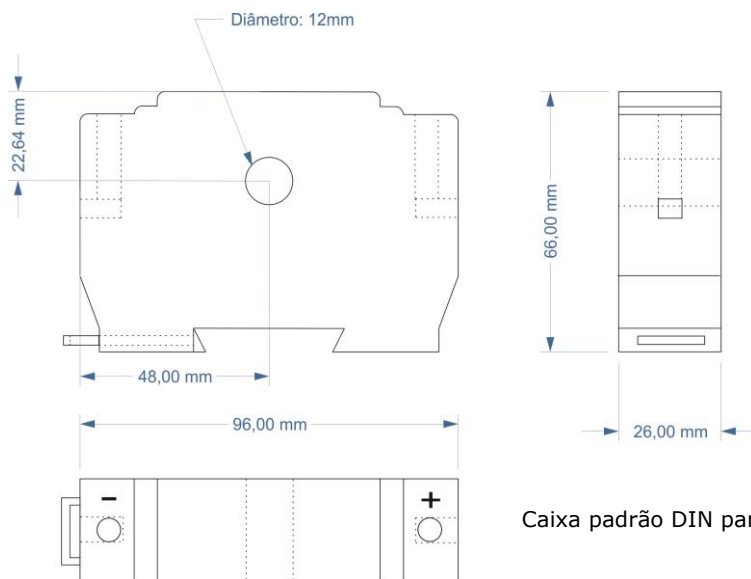 Diâmetro: 12mm
22,64 mm
66,00 mm
48,00 mm
96,00 mm
26,00 mm
- +
Caixa padrão DIN